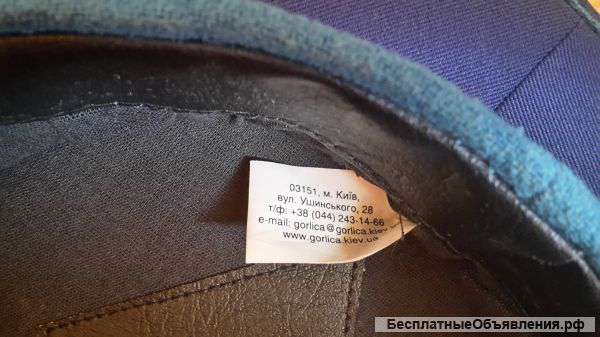 03151, м. Київ,
вул. Ушинського, 28
т/ф: +38 (044) 243-14-66
e-mail: gorlica@gorlica.kiev
www.gorlica.kiev.ua
БесплатныеОбъявления.рф